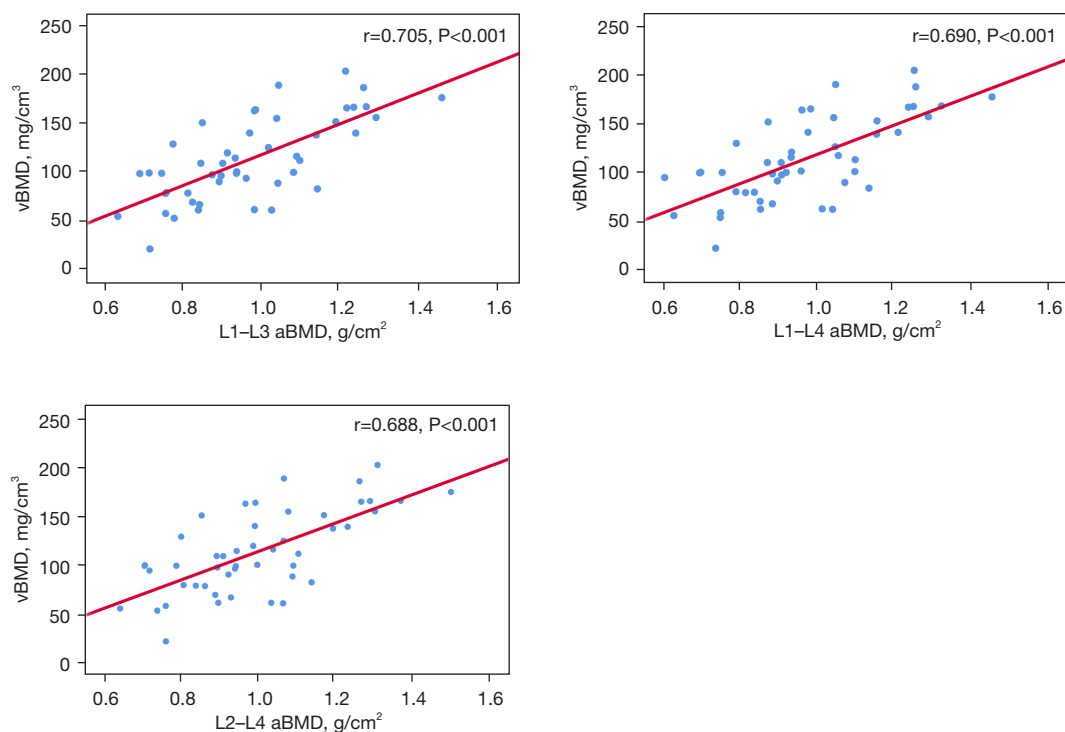 r=0.705, P<0.001
vBMD, mg/cm³
250
200
150
100
50
0
0.6 0.8 1.0 1.2 1.4 1.6
L1–L3 aBMD, g/cm²
r=0.690, P<0.001
vBMD, mg/cm³
250
200
150
100
50
0
0.6 0.8 1.0 1.2 1.4 1.6
L1–L4 aBMD, g/cm²
r=0.688, P<0.001
vBMD, mg/cm³
250
200
150
100
50
0
0.6 0.8 1.0 1.2 1.4 1.6
L2–L4 aBMD, g/cm²